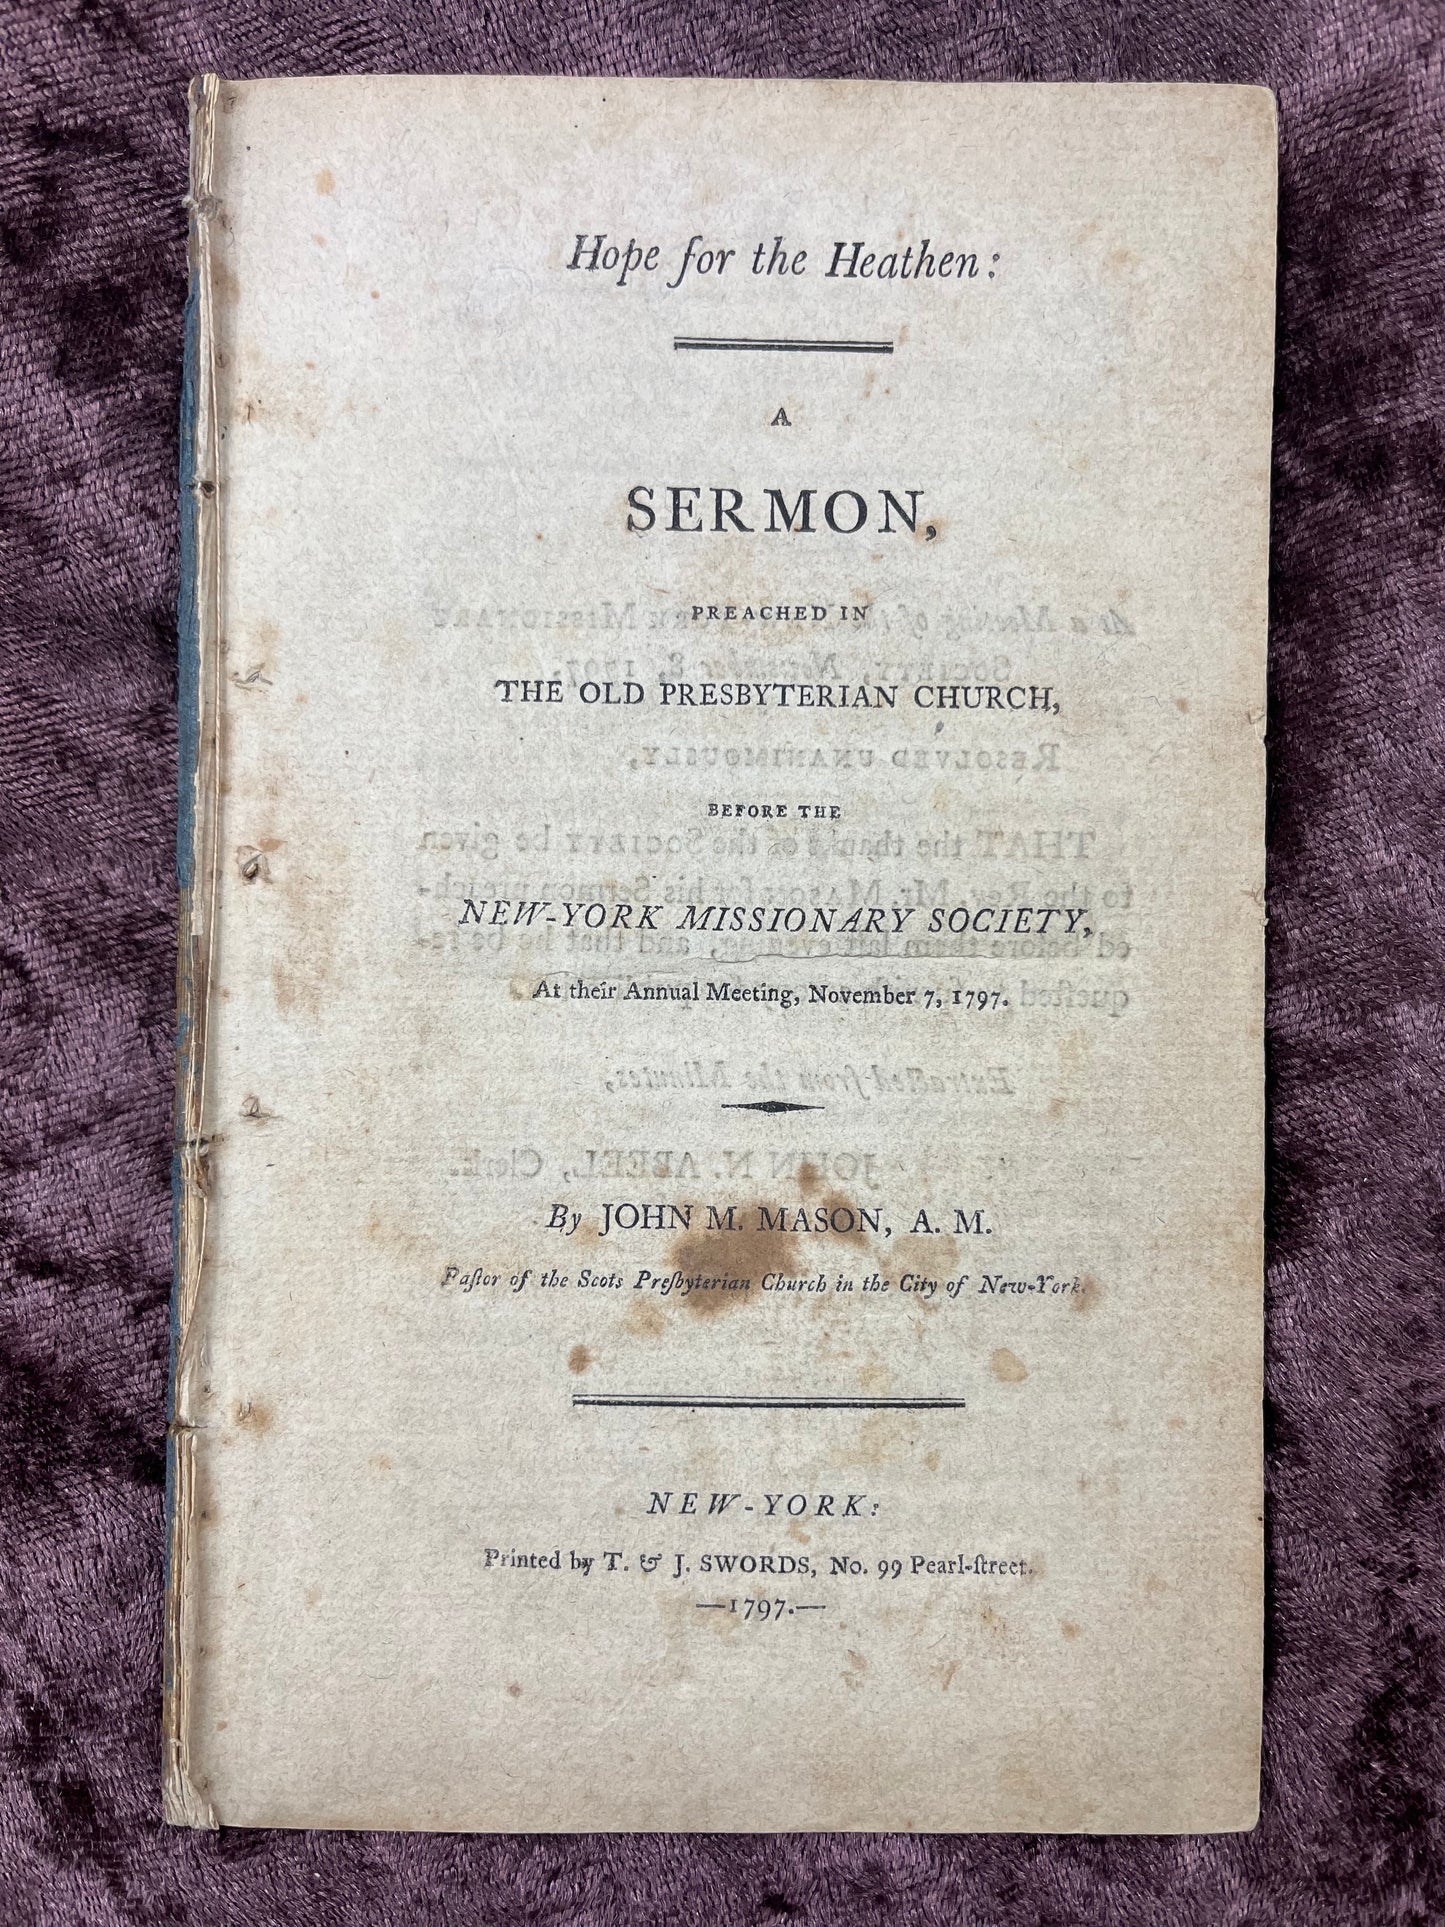 Hope for the Heathen:
A
SERMON,
PREACHED IN
THE OLD PRESBYTERIAN CHURCH,
BEFORE THE
NEW-YORK MISSIONARY SOCIETY,
At their Annual Meeting, November 7, 1797.
By JOHN M. MASON, A. M.
Paſtor of the Scots Preſbyterian Church in the City of New-York.
NEW-YORK:
Printed by T. & J. SWORDS, No. 99 Pearl-ſtreet.
—1797.—